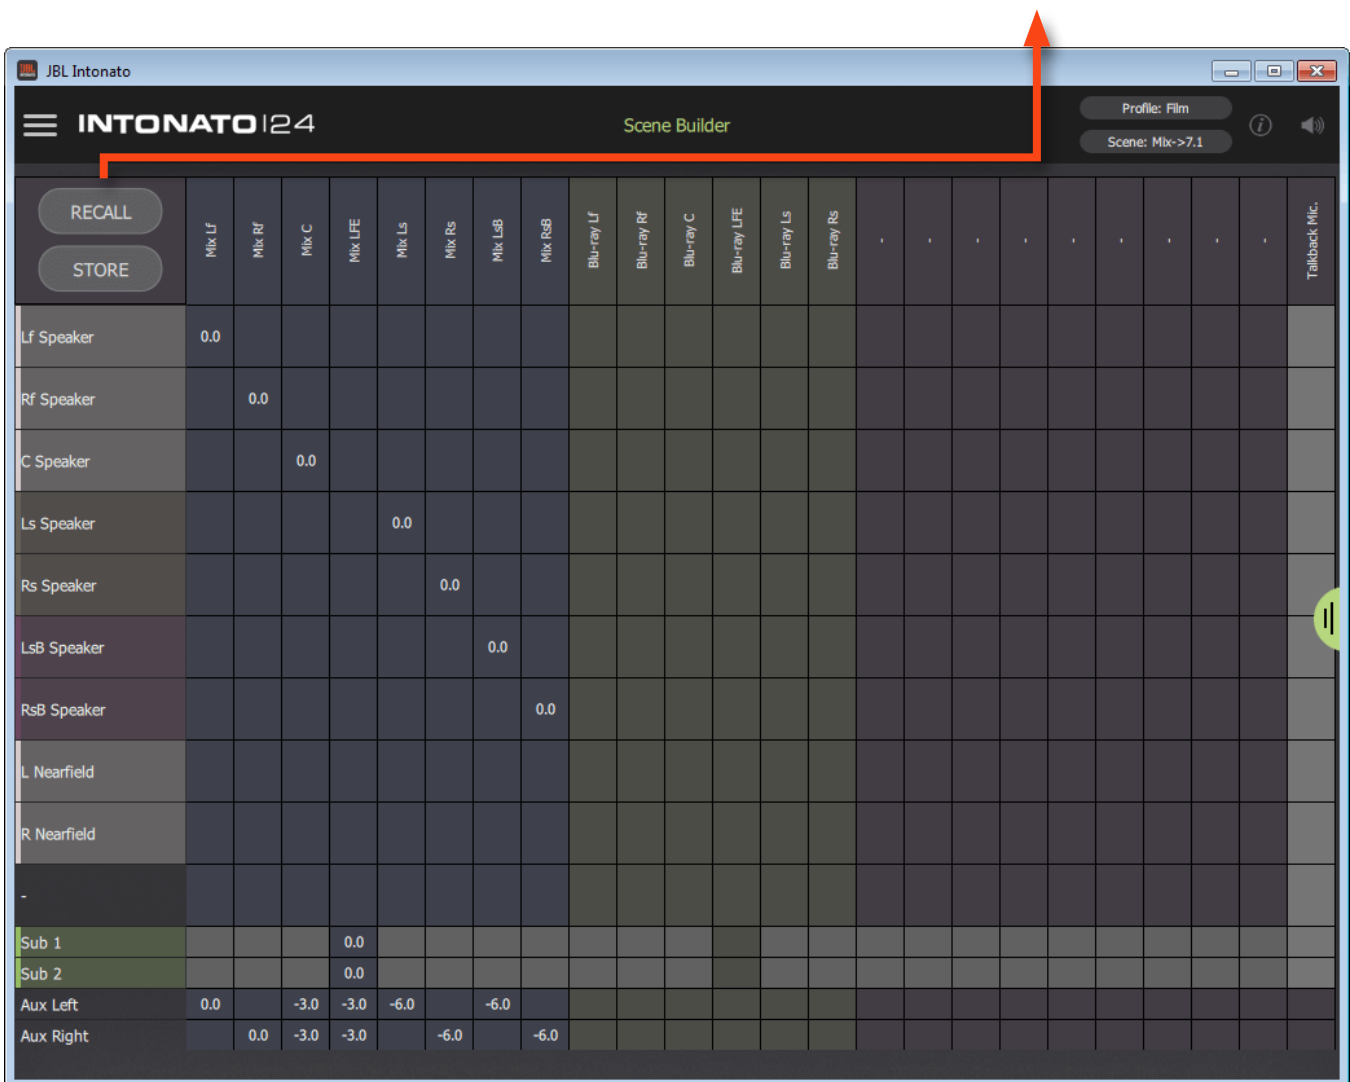 JBL Intonato
INTONATO|24
Scene Builder
Profile: Film
Scene: Mix->7.1
RECALL
STORE
Mix Lf
Mix Rf
Mix C
Mix LFE
Mix Ls
Mix Rs
Mix LsB
Mix RsB
Blu-ray Lf
Blu-ray Rf
Blu-ray C
Blu-ray LFE
Blu-ray Ls
Blu-ray Rs
- - - - - - - - -
Talkback Mic.
Lf Speaker 0.0
Rf Speaker 0.0
C Speaker 0.0
Ls Speaker 0.0
Rs Speaker 0.0
LsB Speaker 0.0
RsB Speaker 0.0
L Nearfield
R Nearfield
-
Sub 1 0.0
Sub 2 0.0
Aux Left 0.0 -3.0 -3.0 -6.0 -6.0
Aux Right 0.0 -3.0 -3.0 -6.0 -6.0